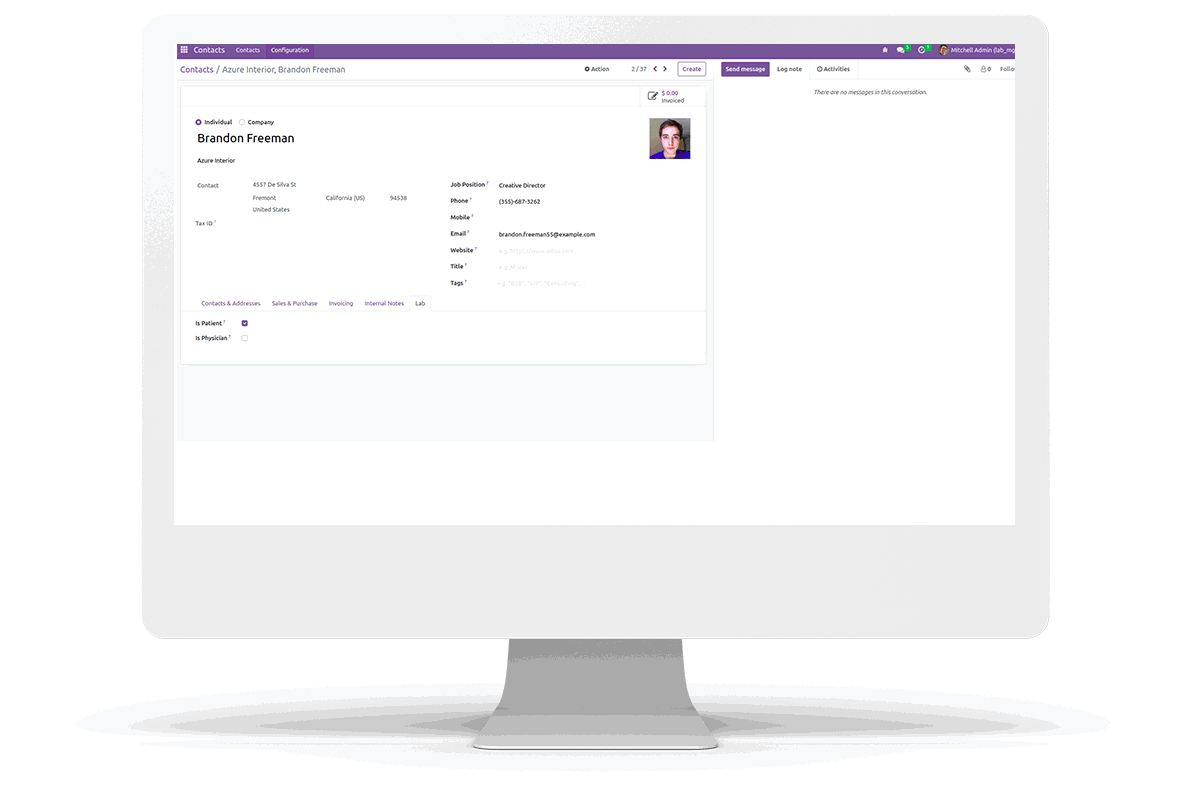 Contacts Contacts Configuration 5 1 Mitchell Admin (lab_mg
Contacts / Azure Interior, Brandon Freeman Action 2 / 37 Create Send message Log note Activities 0 Follo
$ 0.00
Invoiced
There are no messages in this conversation.
Individual Company
Brandon Freeman
Azure Interior
Contact 4557 De Silva St
Fremont California (US) 94538
United States
Tax ID ?
Job Position ? Creative Director
Phone ? (355)-687-3262
Mobile ?
Email ? brandon.freeman55@example.com
Website ? e.g. https://www.odoo.com
Title ? e.g. Mister
Tags ? e.g. "B2B", "VIP", "Consulting", ...
Contacts & Addresses Sales & Purchase Invoicing Internal Notes Lab
Is Patient ?
Is Physician ?